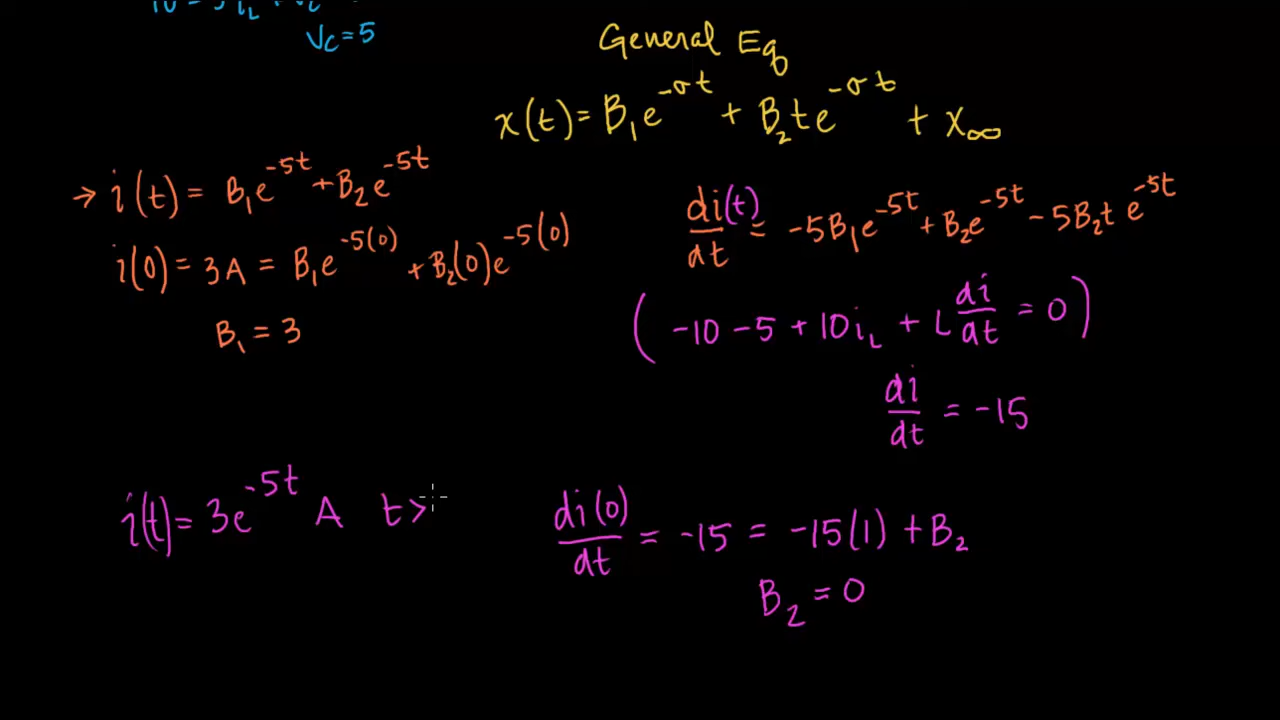 Vc = 5
General Eq
x(t) = B₁e^{-σt} + B₂te^{-σt} + X∞
→ i(t) = B₁e^{-5t} + B₂e^{-5t}
i(0) = 3A = B₁e^{-5(0)} + B₂(0)e^{-5(0)}
B₁ = 3
di(t)/dt = -5B₁e^{-5t} + B₂e^{-5t} - 5B₂t e^{-5t}
(-10 - 5 + 10i_L + L di/dt = 0)
di/dt = -15
i(t) = 3e^{-5t} A t>
di(0)/dt = -15 = -15(1) + B₂
B₂ = 0